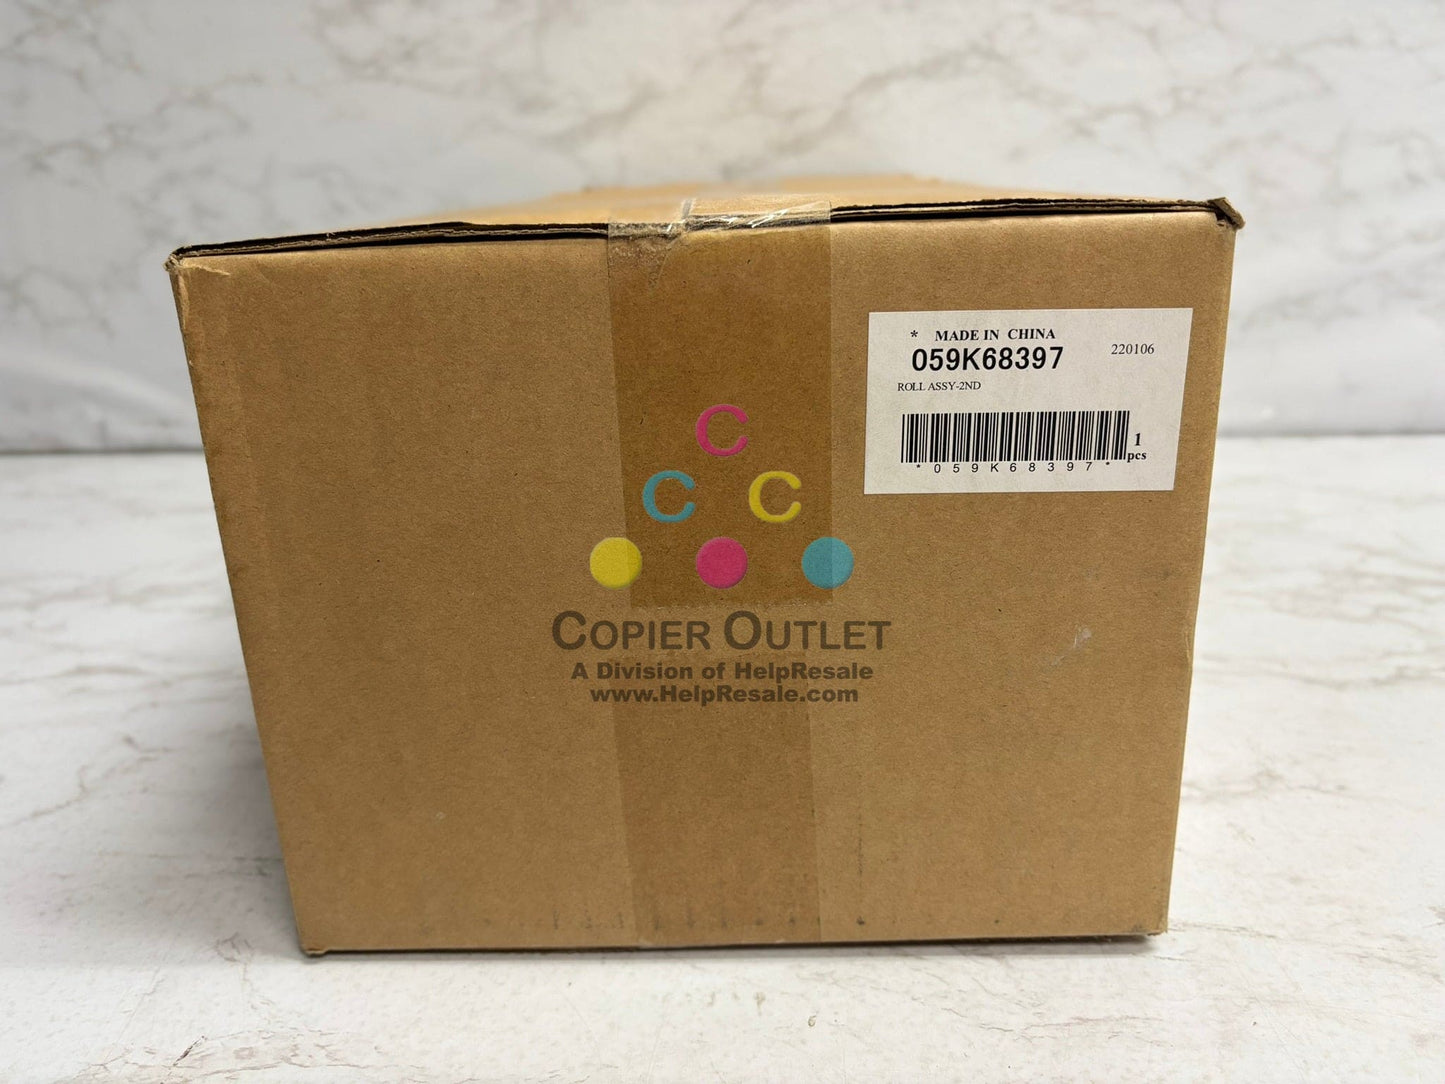 * MADE IN CHINA
059K68397 220106
ROLL ASSY-2ND
1
*059K68397* pcs
C
C C
COPIER OUTLET
A Division of HelpResale
www.HelpResale.com